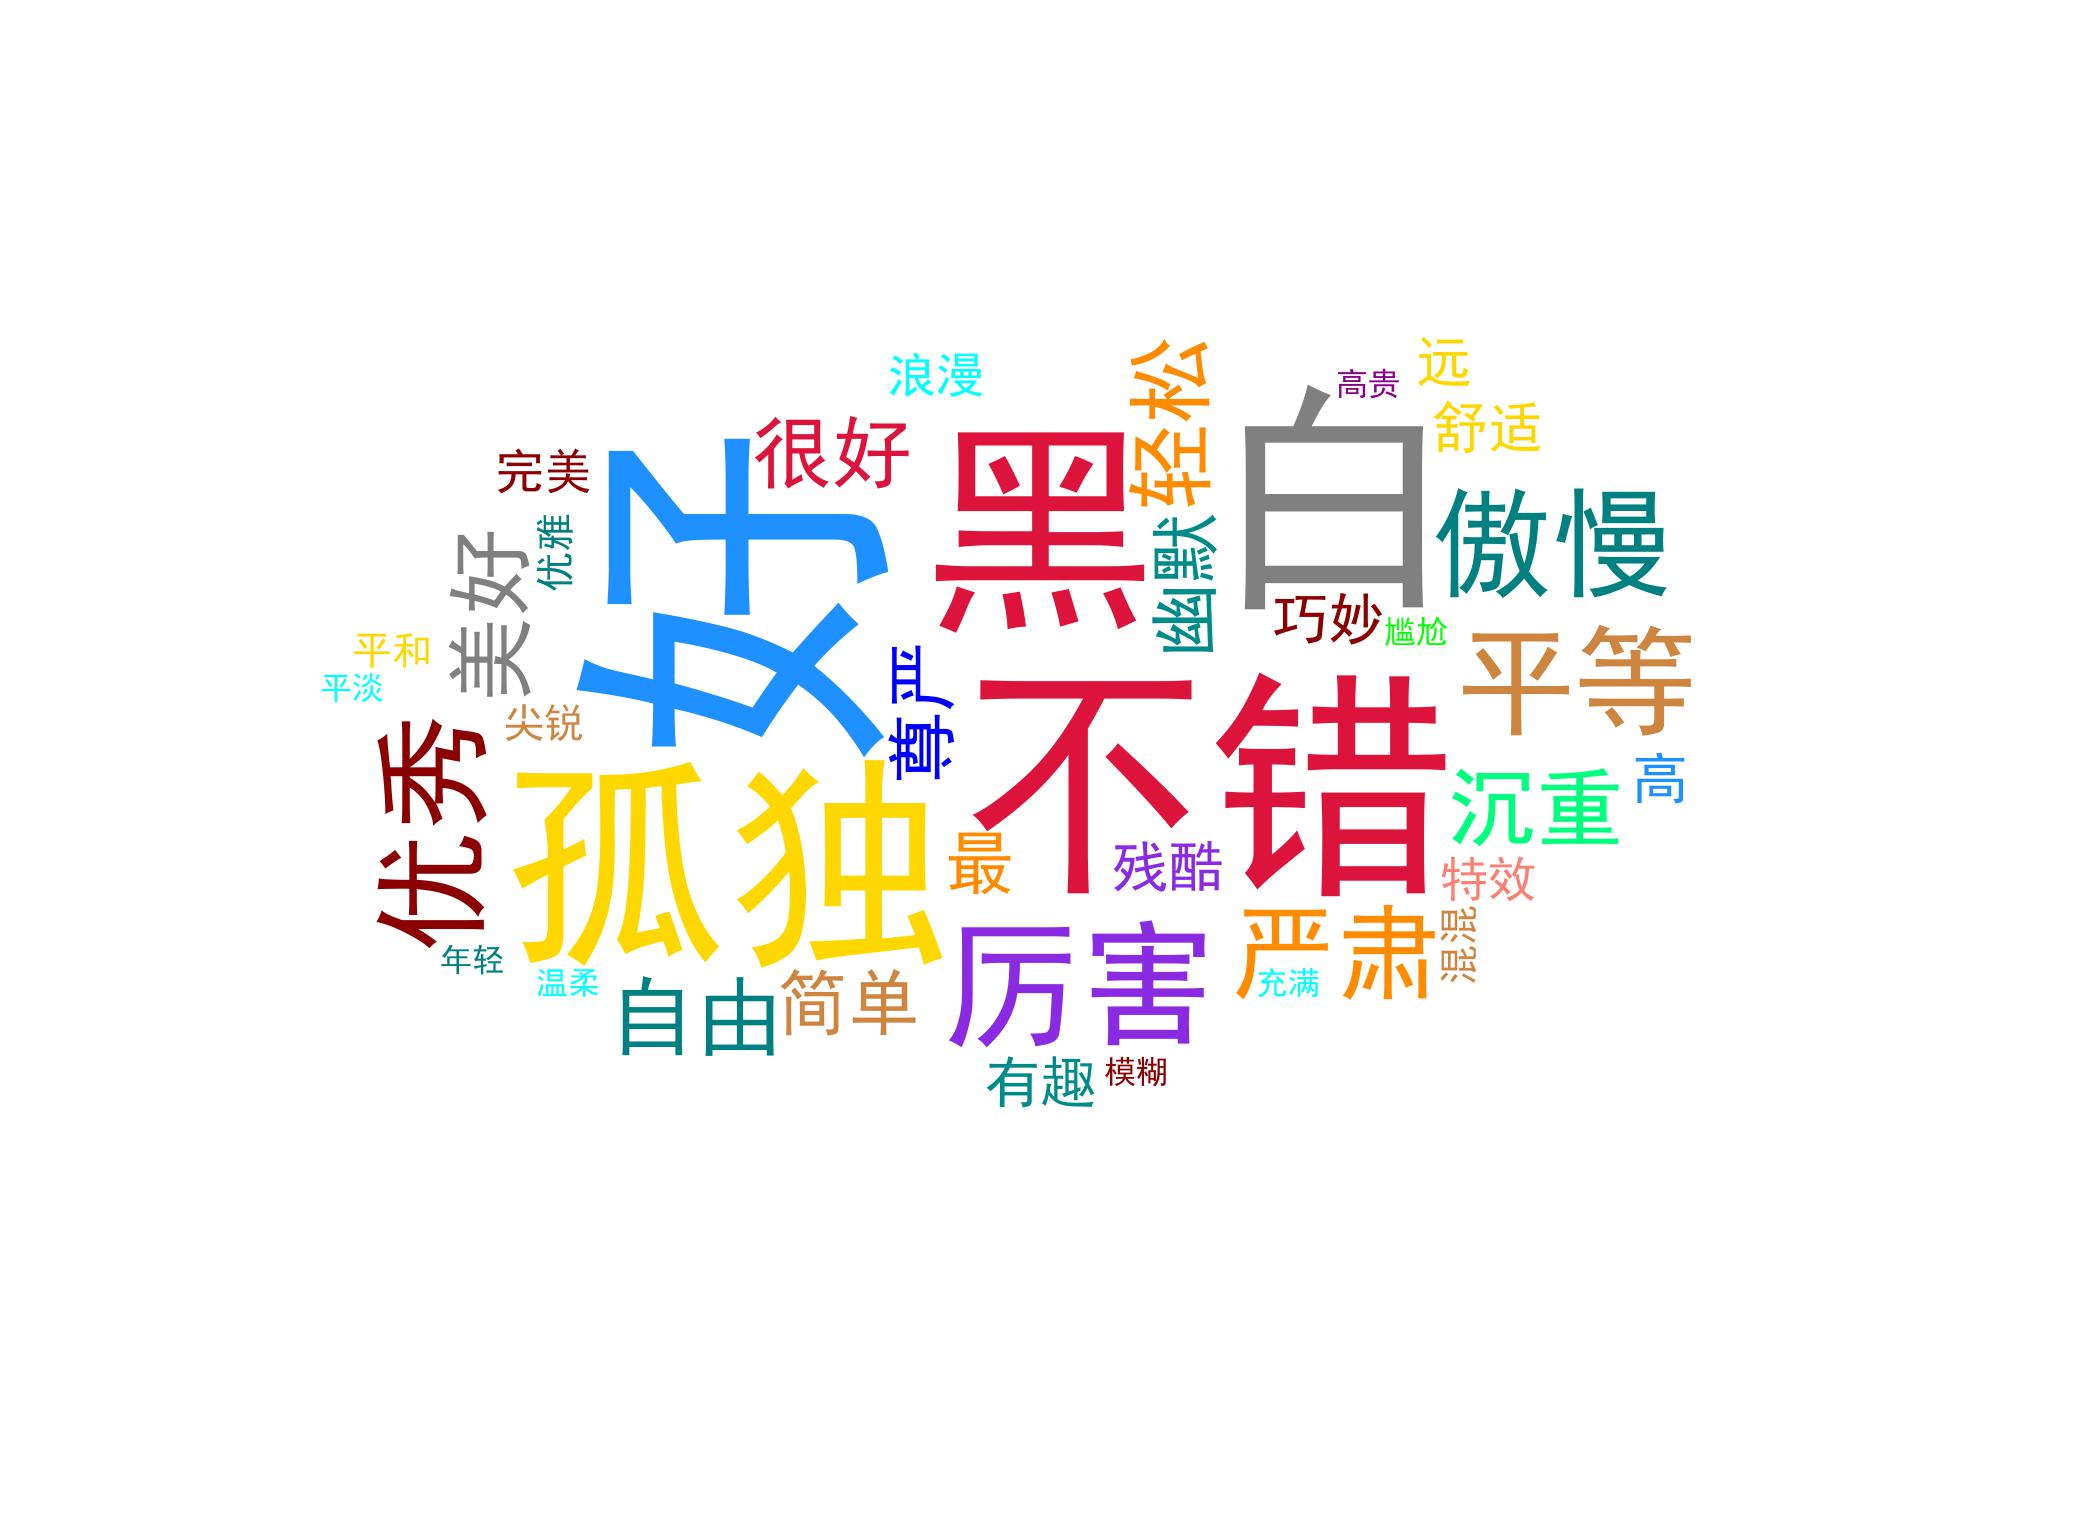 浪漫
轻松
远
高贵
很好
黑
白
舒适
完美
好
傲慢
优雅
美好
幽默
巧妙
尴尬
平和
平淡
尊严
不错
平等
尖锐
优秀
孤独
最
残酷
沉重
高
特效
年轻
温柔
自由
简单
厉害
严肃
充满
混混
有趣
模糊